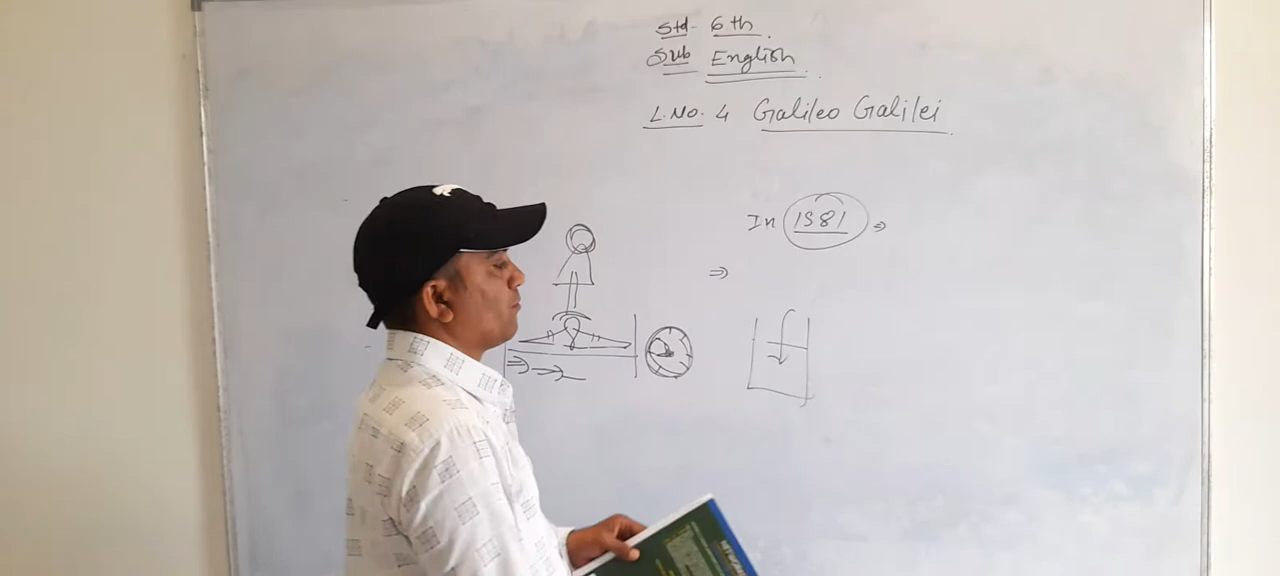 Std- 6th.
Sub English.
L.No. 4 Galileo Galilei.
In 1581 ⇒
⇒